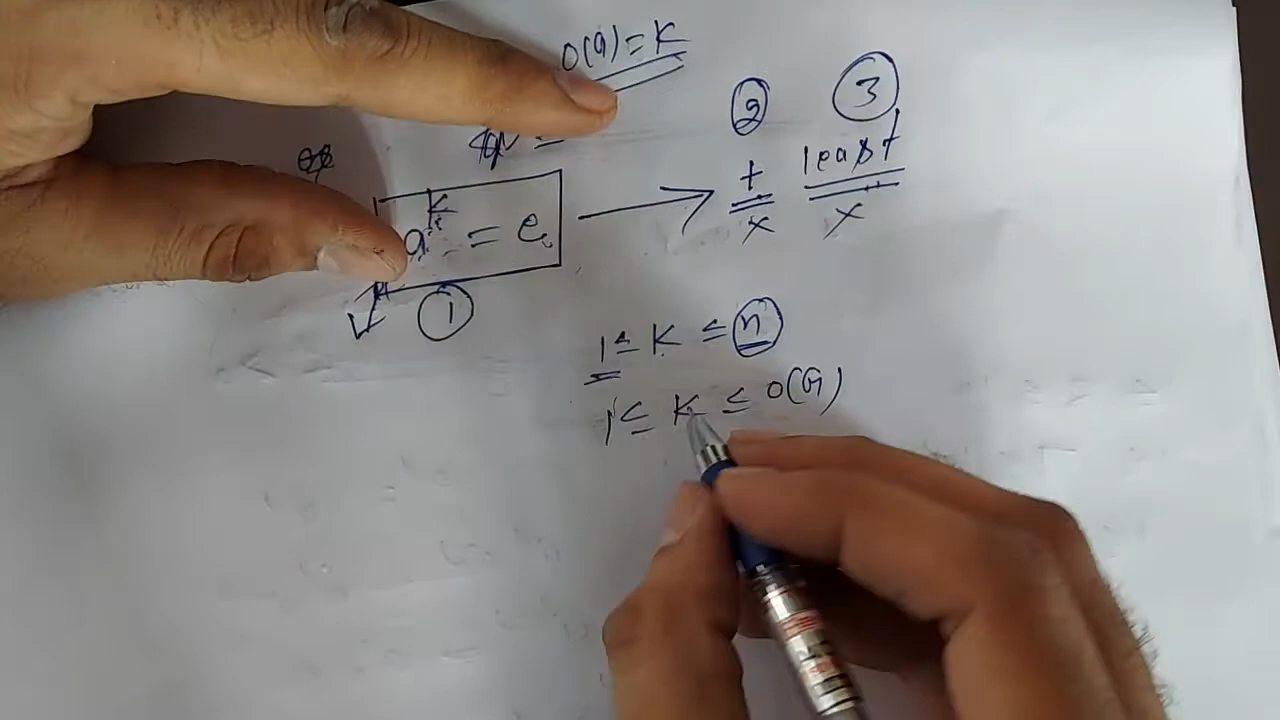 O(a) = K
② ③
+ least
a^K = e
x x
①
1 ≤ K ≤ n
1 ≤ K ≤ O(G)